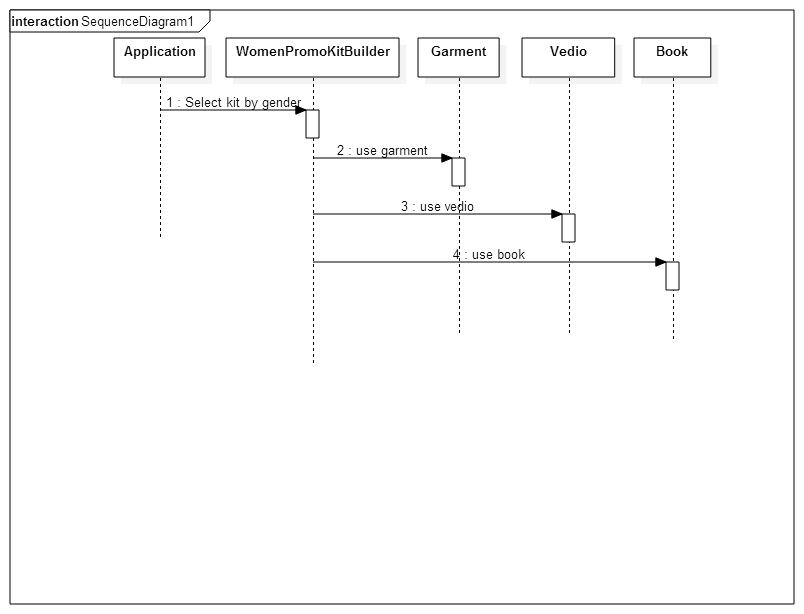 interaction SequenceDiagram1
Application
WomenPromoKitBuilder
Garment
Vedio
Book
1 : Select kit by gender
2 : use garment
3 : use vedio
4 : use book